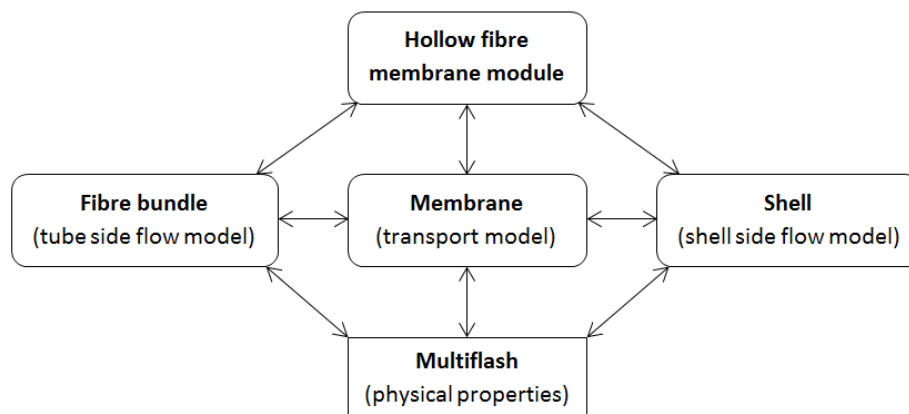 Hollow fibre
membrane module
Fibre bundle
(tube side flow model)
Membrane
(transport model)
Shell
(shell side flow model)
Multiflash
(physical properties)